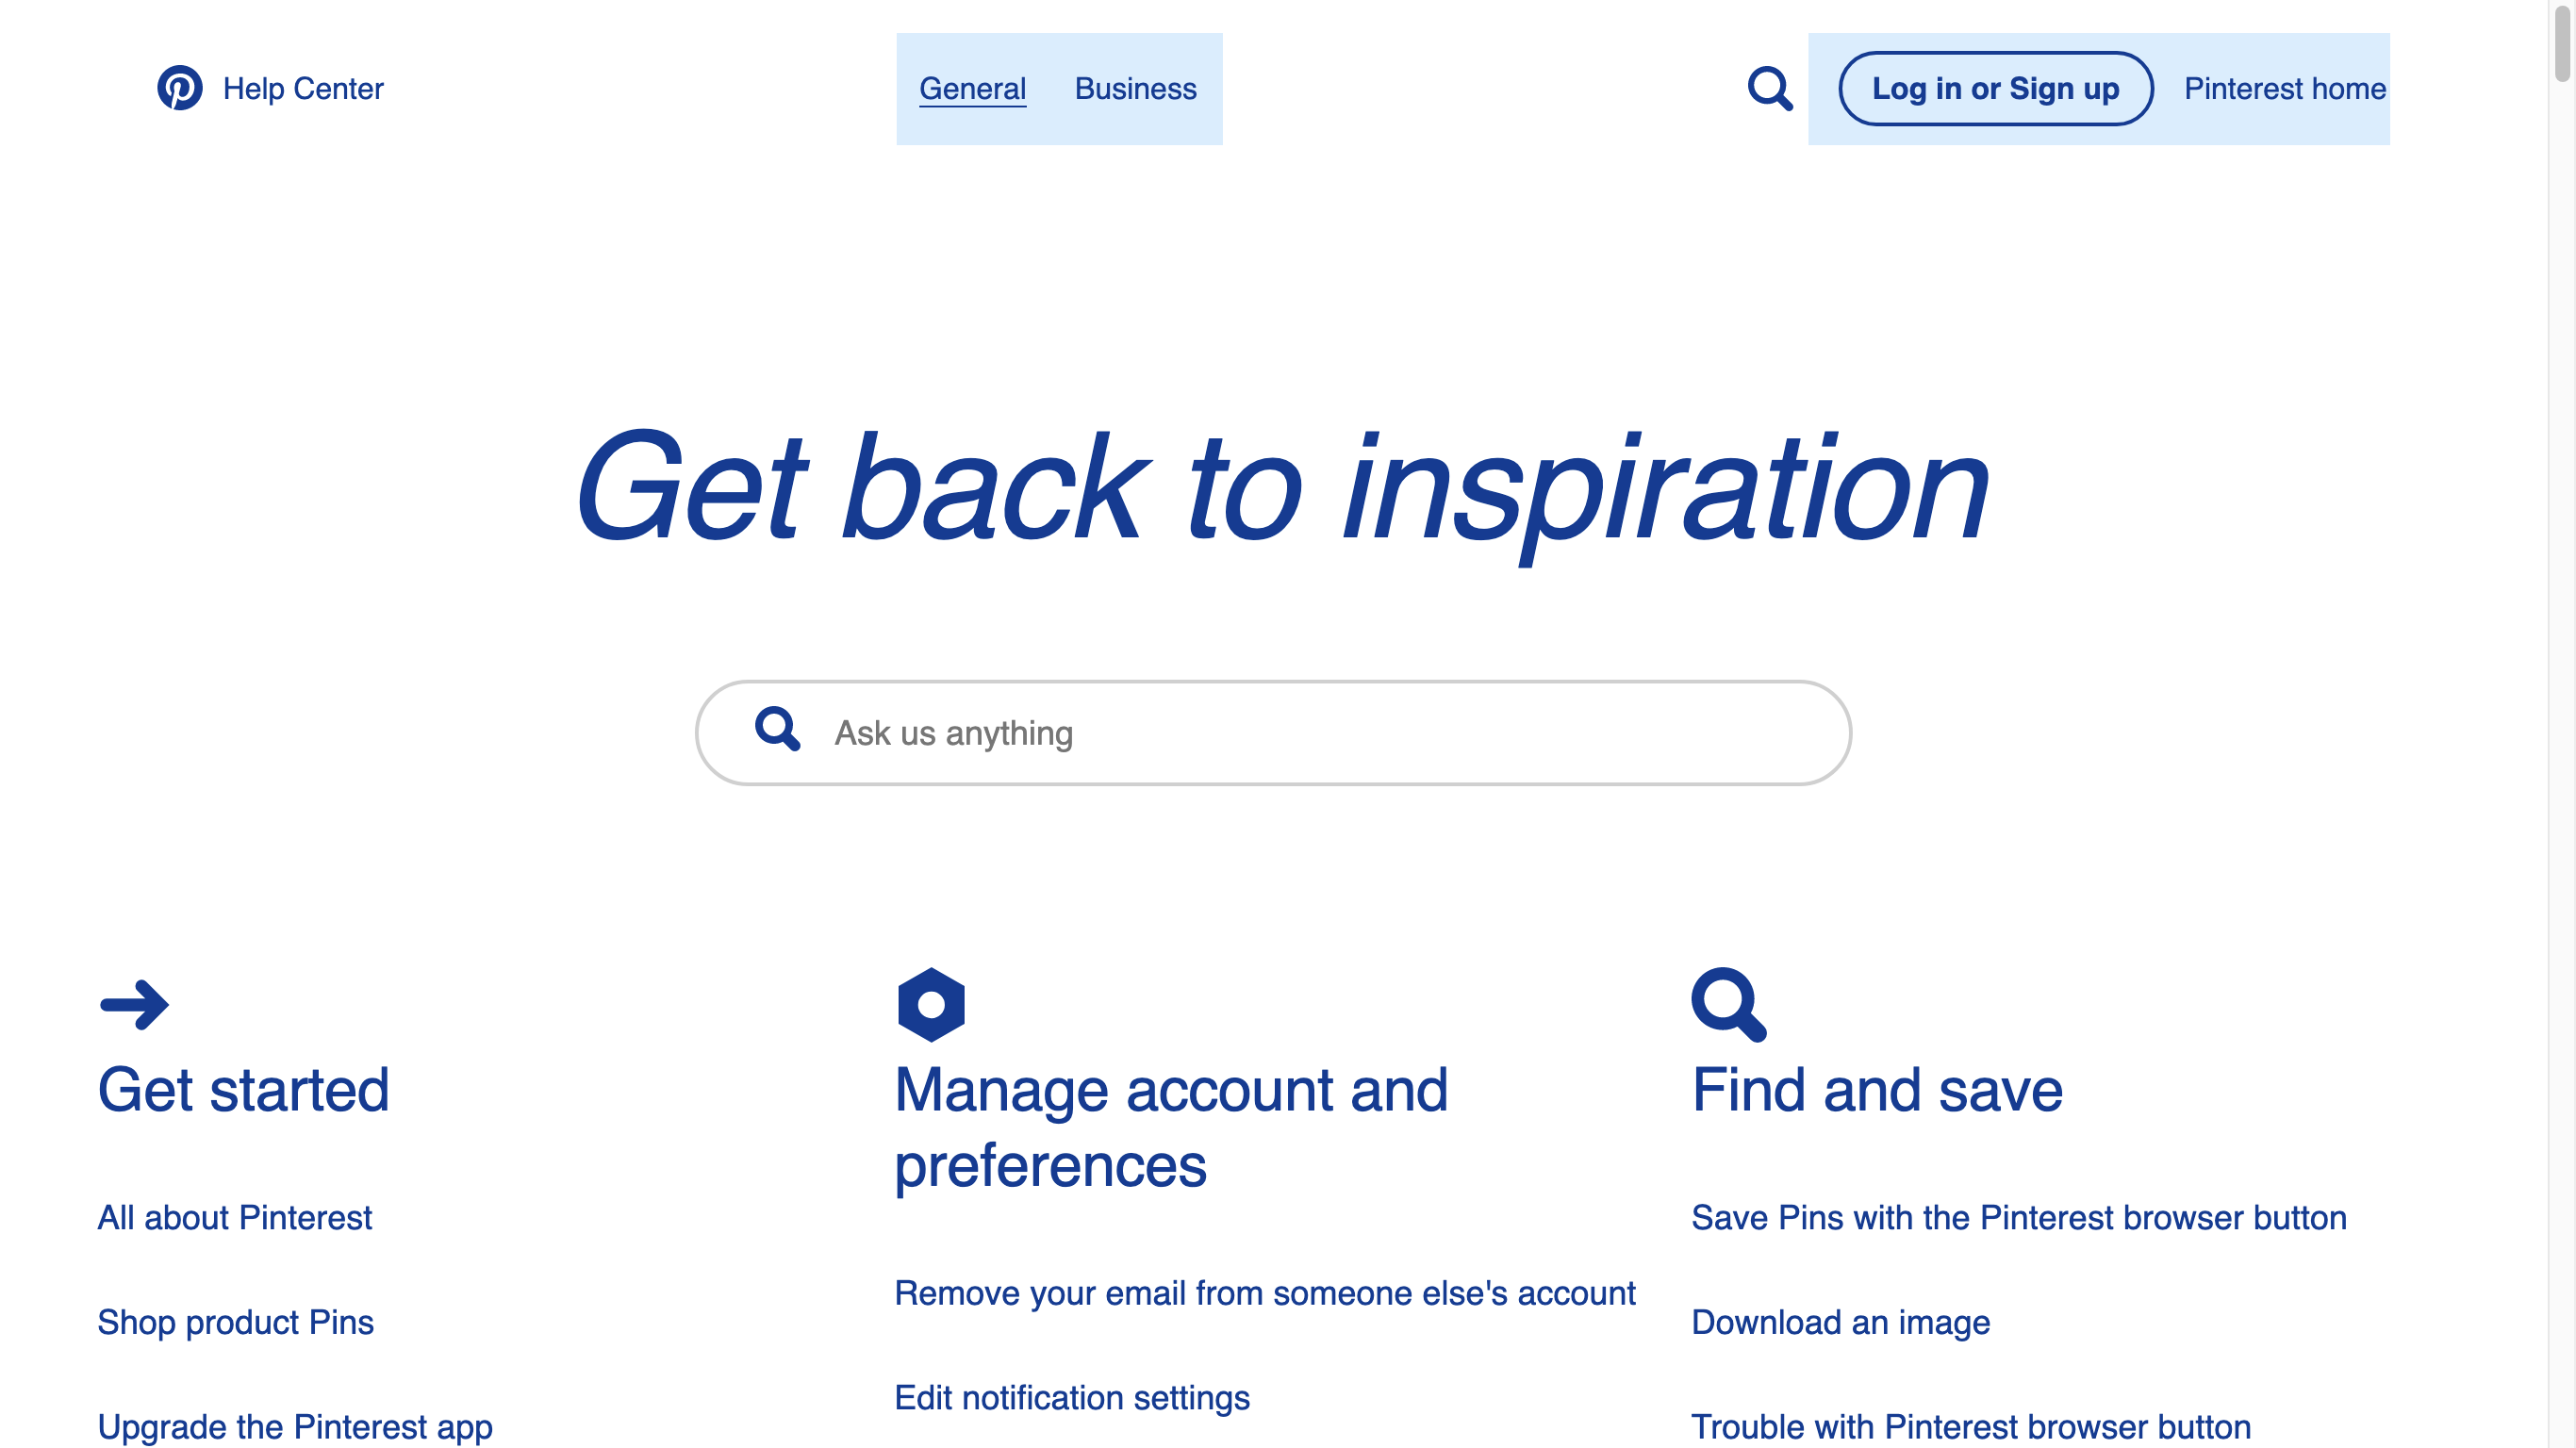 Help Center
General
Business
Log in or Sign up
Pinterest home
Get back to inspiration
Ask us anything
Get started
All about Pinterest
Shop product Pins
Upgrade the Pinterest app
Manage account and
preferences
Remove your email from someone else's account
Edit notification settings
Find and save
Save Pins with the Pinterest browser button
Download an image
Trouble with Pinterest browser button